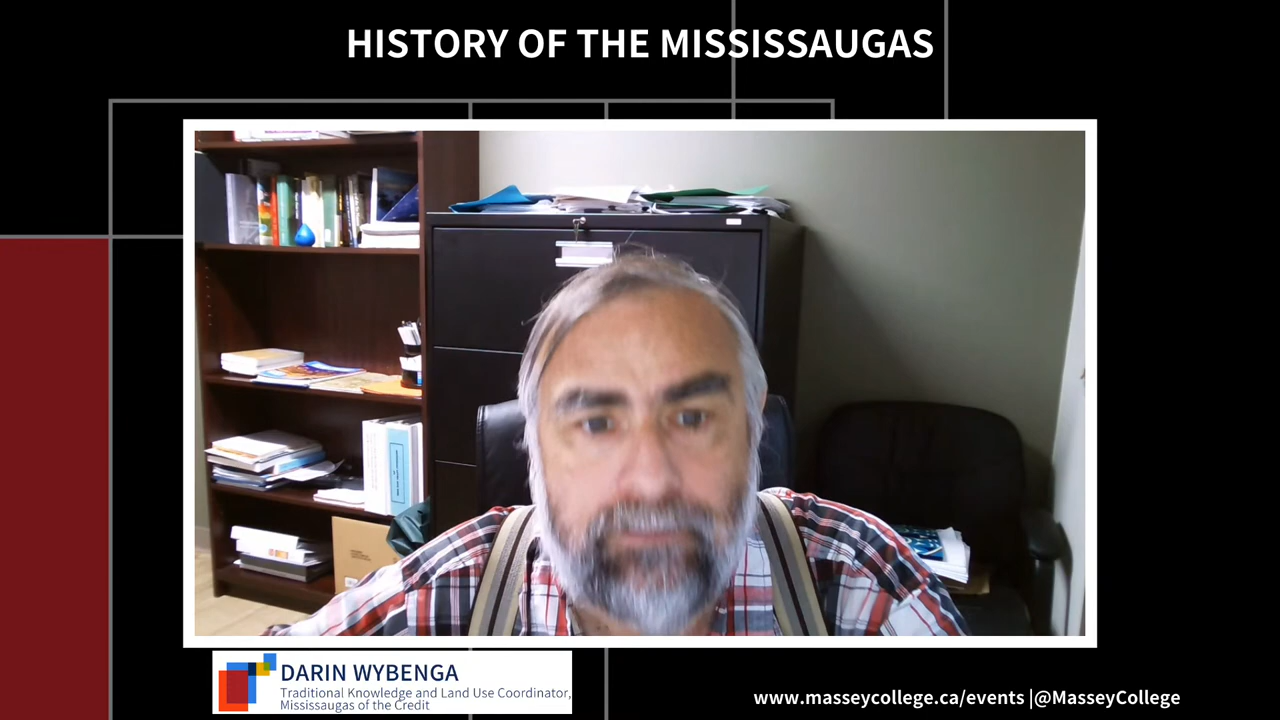 HISTORY OF THE MISSISSAUGAS
DARIN WYBENGA
Traditional Knowledge and Land Use Coordinator,
Mississaugas of the Credit
www.masseycollege.ca/events |@MasseyCollege